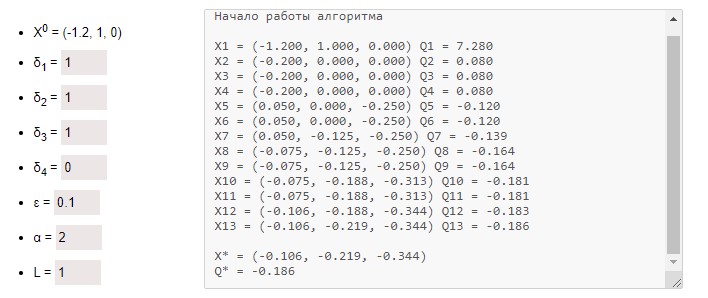 X⁰ = (-1.2, 1, 0)
δ₁ = 1
δ₂ = 1
δ₃ = 1
δ₄ = 0
ε = 0.1
α = 2
L = 1
Начало работы алгоритма
X1 = (-1.200, 1.000, 0.000) Q1 = 7.280
X2 = (-0.200, 0.000, 0.000) Q2 = 0.080
X3 = (-0.200, 0.000, 0.000) Q3 = 0.080
X4 = (-0.200, 0.000, 0.000) Q4 = 0.080
X5 = (0.050, 0.000, -0.250) Q5 = -0.120
X6 = (0.050, 0.000, -0.250) Q6 = -0.120
X7 = (0.050, -0.125, -0.250) Q7 = -0.139
X8 = (-0.075, -0.125, -0.250) Q8 = -0.164
X9 = (-0.075, -0.125, -0.250) Q9 = -0.164
X10 = (-0.075, -0.188, -0.313) Q10 = -0.181
X11 = (-0.075, -0.188, -0.313) Q11 = -0.181
X12 = (-0.106, -0.188, -0.344) Q12 = -0.183
X13 = (-0.106, -0.219, -0.344) Q13 = -0.186
X* = (-0.106, -0.219, -0.344)
Q* = -0.186